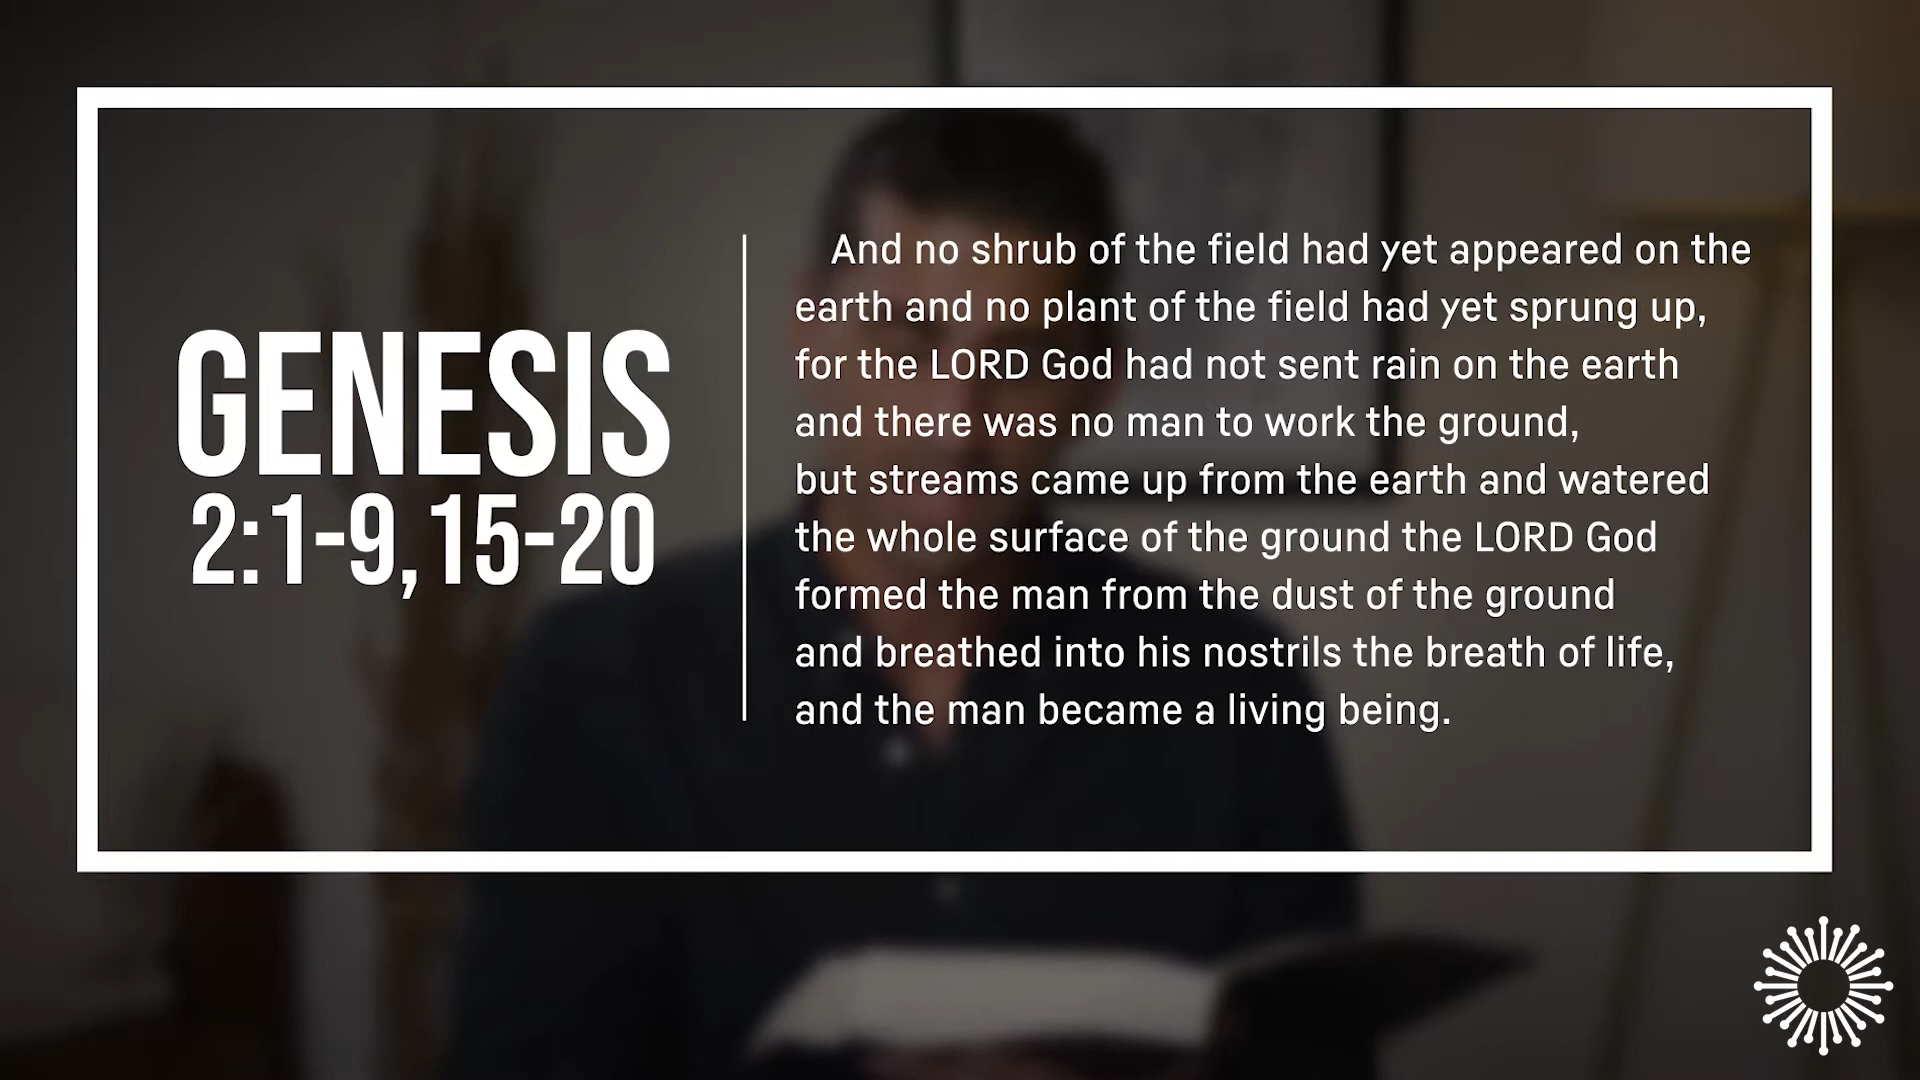 GENESIS
2:1-9,15-20
And no shrub of the field had yet appeared on the
earth and no plant of the field had yet sprung up,
for the LORD God had not sent rain on the earth
and there was no man to work the ground,
but streams came up from the earth and watered
the whole surface of the ground the LORD God
formed the man from the dust of the ground
and breathed into his nostrils the breath of life,
and the man became a living being.